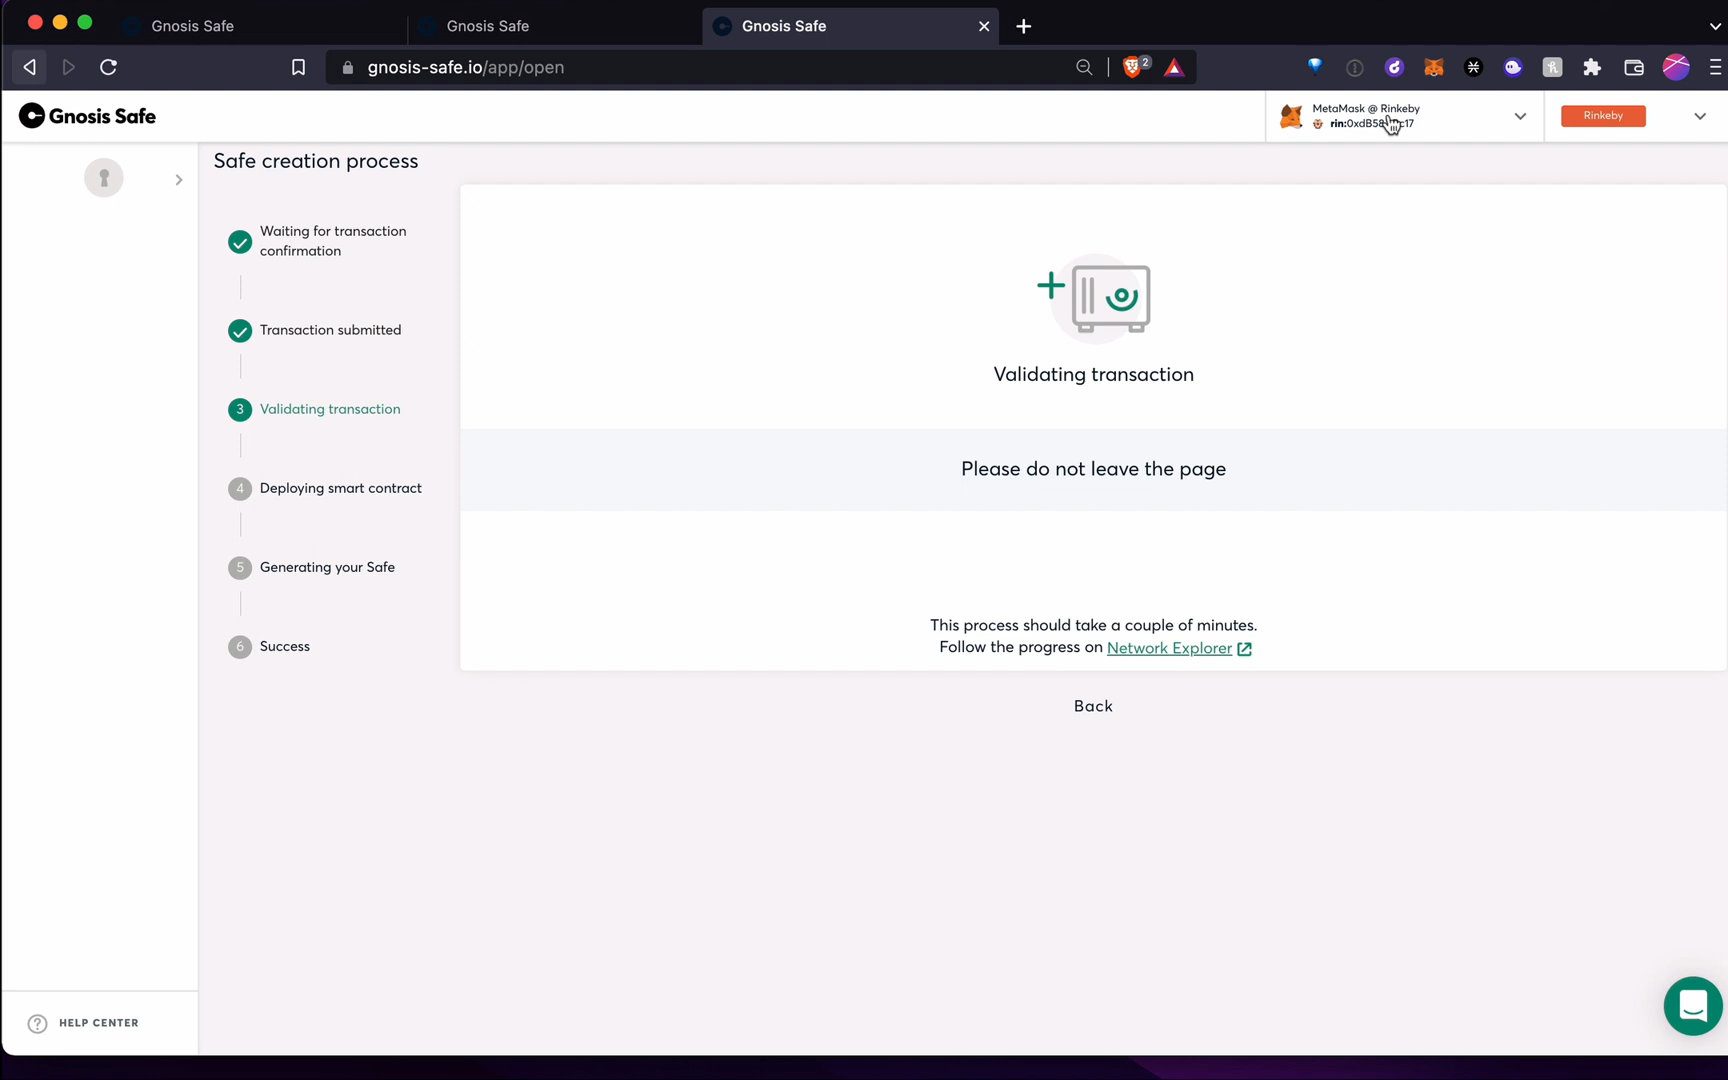 Gnosis Safe
Gnosis Safe
Gnosis Safe
gnosis-safe.io/app/open
2
Gnosis Safe
MetaMask @ Rinkeby
Rinkeby
Safe creation process
Waiting for transaction
confirmation
Transaction submitted
3 Validating transaction
4 Deploying smart contract
5 Generating your Safe
6 Success
Validating transaction
Please do not leave the page
This process should take a couple of minutes.
Follow the progress on Network Explorer
Back
? HELP CENTER